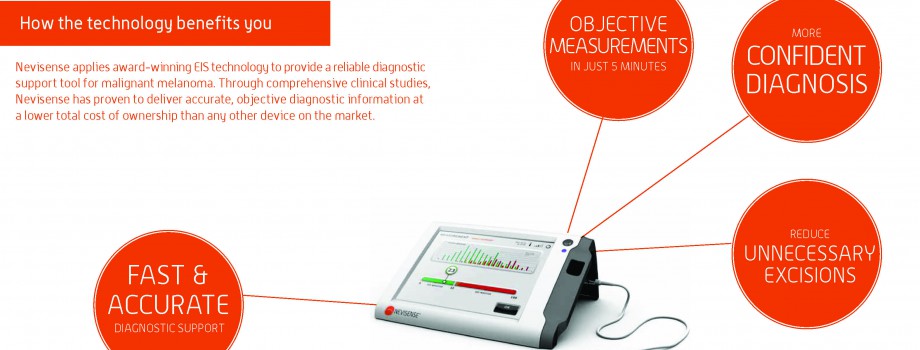 How the technology benefits you
Nevisense applies award-winning EIS technology to provide a reliable diagnostic
support tool for malignant melanoma. Through comprehensive clinical studies,
Nevisense has proven to deliver accurate, objective diagnostic information at
a lower total cost of ownership than any other device on the market.
OBJECTIVE
MEASUREMENTS
IN JUST 5 MINUTES
MORE
CONFIDENT
DIAGNOSIS
REDUCE
UNNECESSARY
EXCISIONS
FAST &
ACCURATE
DIAGNOSTIC SUPPORT
NEVISENSE